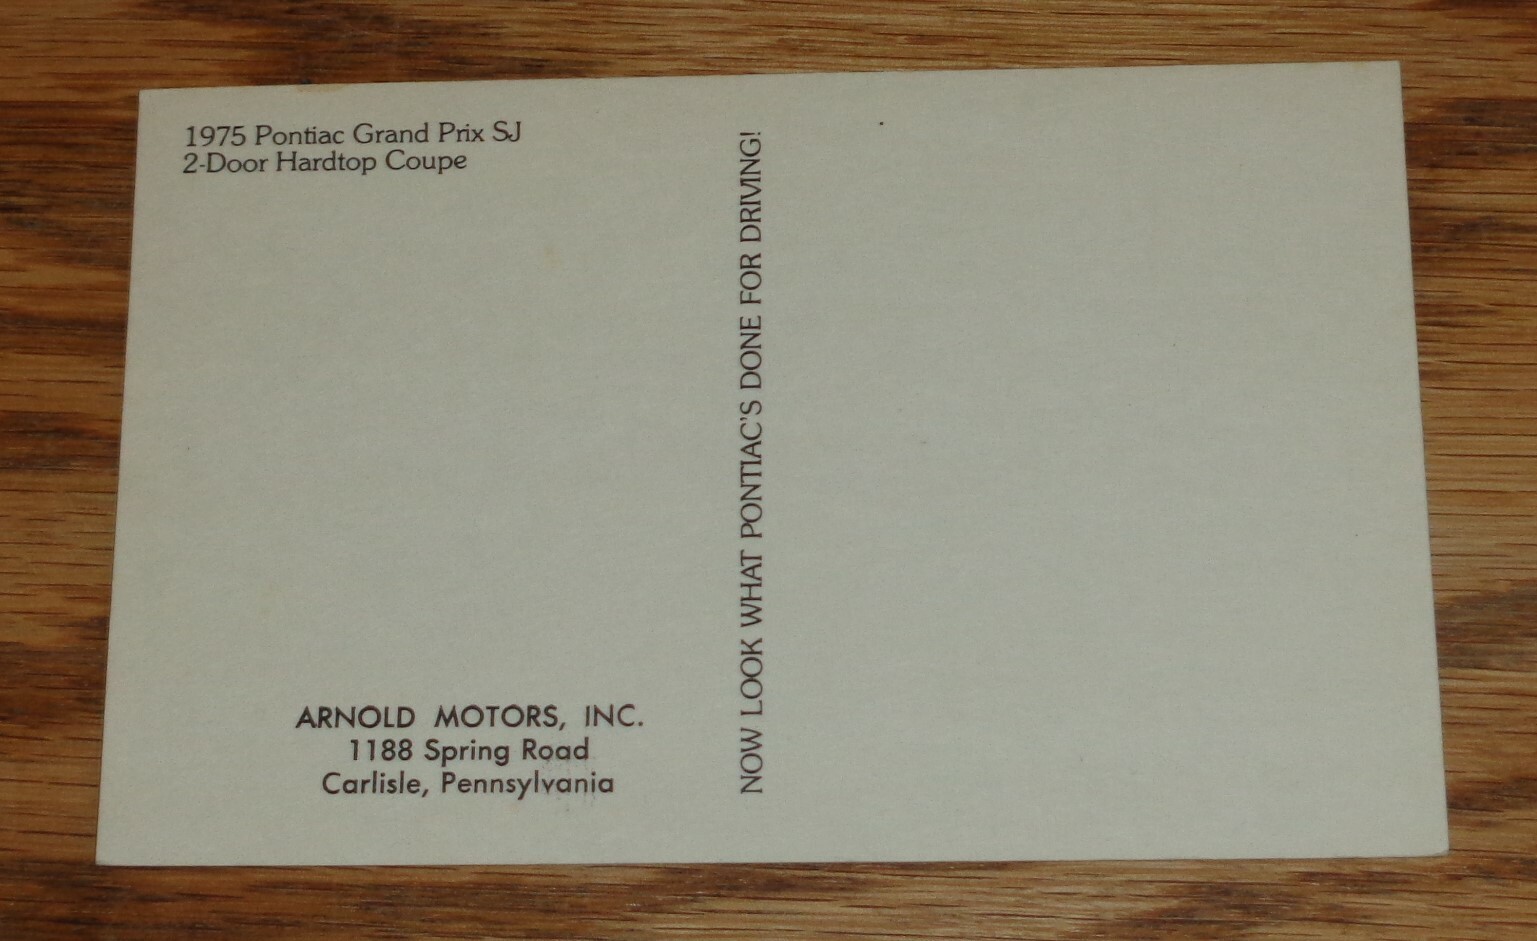 1975 Pontiac Grand Prix SJ
2-Door Hardtop Coupe
NOW LOOK WHAT PONTIAC'S DONE FOR DRIVING!
ARNOLD MOTORS, INC.
1188 Spring Road
Carlisle, Pennsylvania